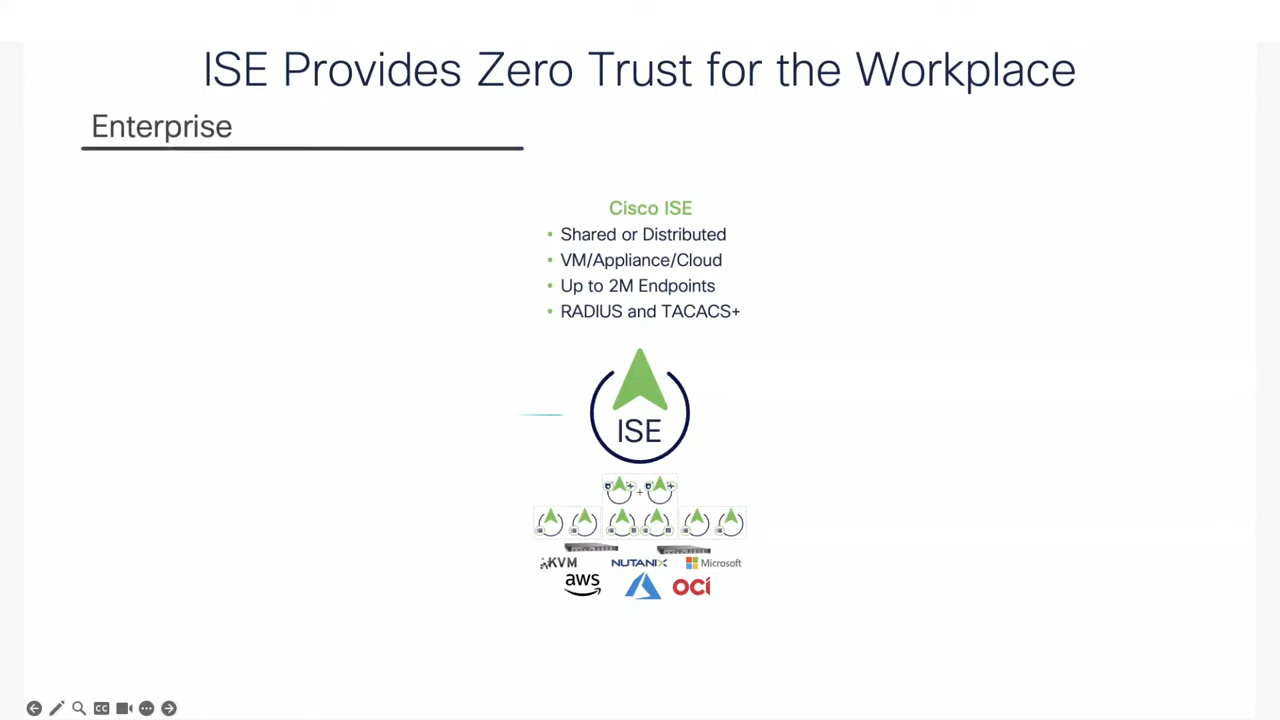 ISE Provides Zero Trust for the Workplace
Enterprise
Cisco ISE
• Shared or Distributed
• VM/Appliance/Cloud
• Up to 2M Endpoints
• RADIUS and TACACS+
ISE
+
KVM NUTANIX Microsoft
aws OCI
CC